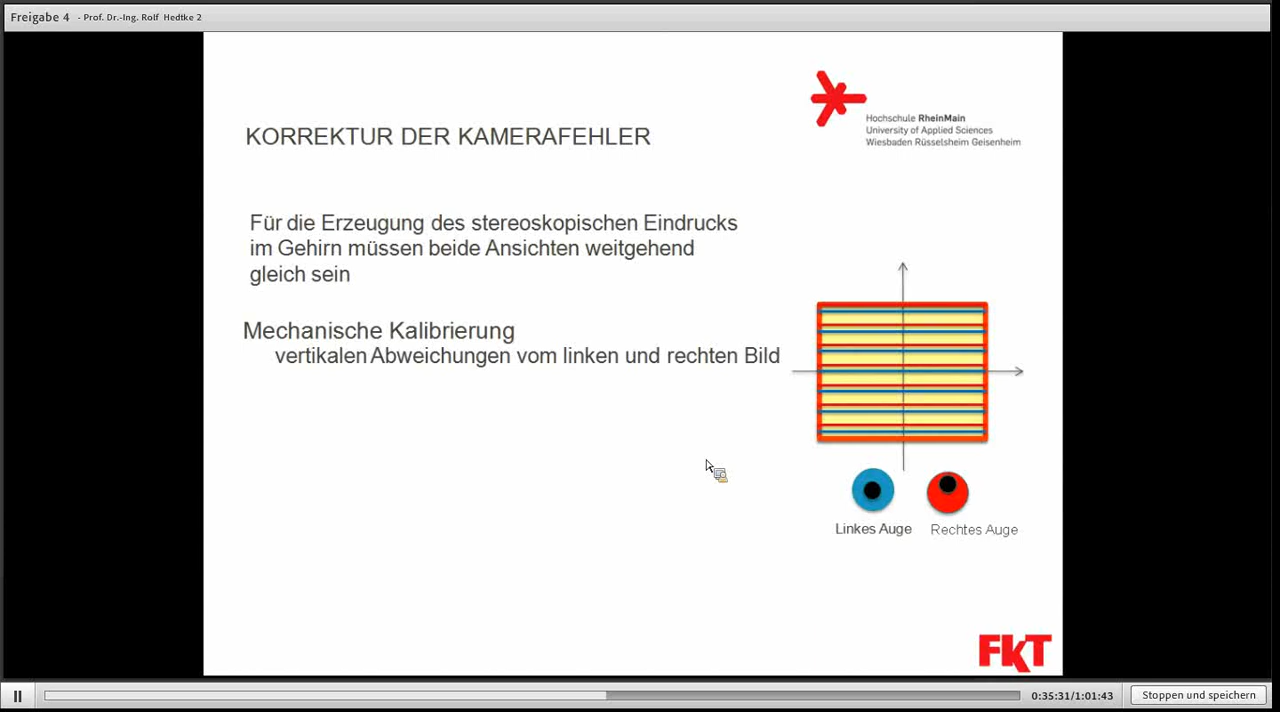 Freigabe 4 - Prof. Dr.-Ing. Rolf Hedtke 2
Hochschule RheinMain
University of Applied Sciences
Wiesbaden Rüsselsheim Geisenheim
KORREKTUR DER KAMERAFEHLER
Für die Erzeugung des stereoskopischen Eindrucks
im Gehirn müssen beide Ansichten weitgehend
gleich sein
Mechanische Kalibrierung
vertikalen Abweichungen vom linken und rechten Bild
Linkes Auge
Rechtes Auge
FKT
0:35:31/1:01:43
Stoppen und speichern